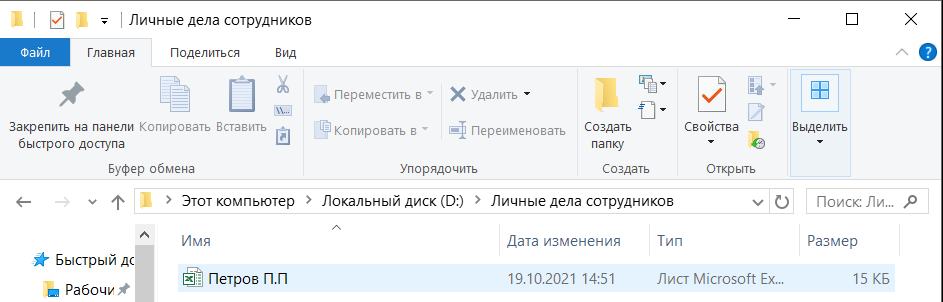 Личные дела сотрудников
Файл Главная Поделиться Вид
Закрепить на панели быстрого доступа
Копировать
Вставить
Переместить в
Копировать в
Удалить
Переименовать
Создать папку
Свойства
Выделить
Буфер обмена Упорядочить Создать Открыть
Этот компьютер Локальный диск (D:) Личные дела сотрудников
Поиск: Ли...
Имя Дата изменения Тип Размер
Быстрый до
Петров П.П 19.10.2021 14:51 Лист Microsoft Ex... 15 КБ
Рабочи